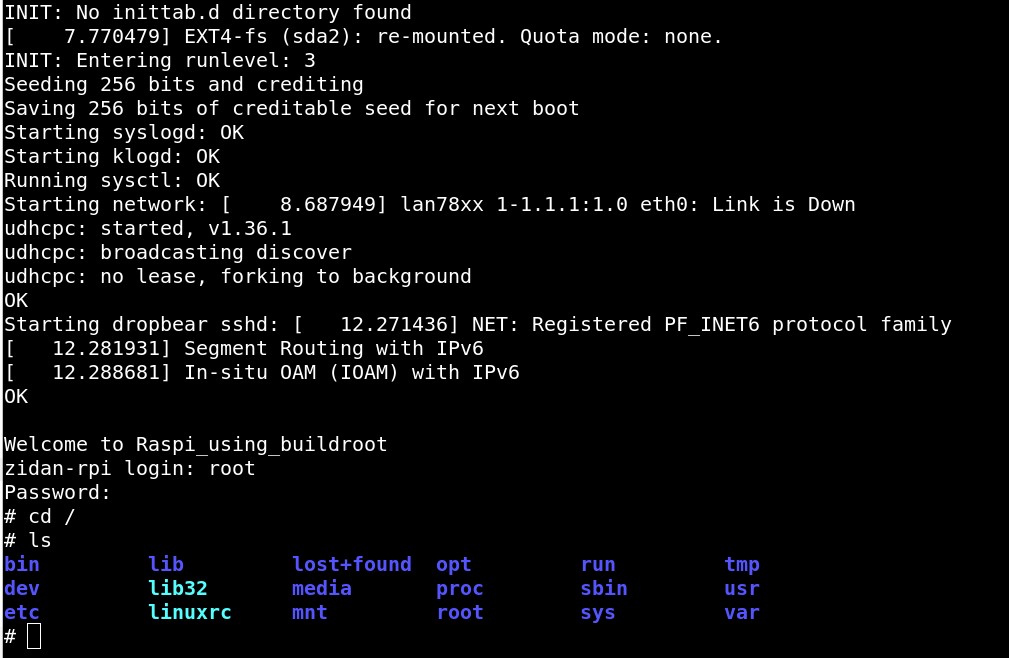 INIT: No inittab.d directory found
[    7.770479] EXT4-fs (sda2): re-mounted. Quota mode: none.
INIT: Entering runlevel: 3
Seeding 256 bits and crediting
Saving 256 bits of creditable seed for next boot
Starting syslogd: OK
Starting klogd: OK
Running sysctl: OK
Starting network: [    8.687949] lan78xx 1-1.1.1:1.0 eth0: Link is Down
udhcpc: started, v1.36.1
udhcpc: broadcasting discover
udhcpc: no lease, forking to background
OK
Starting dropbear sshd: [   12.271436] NET: Registered PF_INET6 protocol family
[   12.281931] Segment Routing with IPv6
[   12.288681] In-situ OAM (IOAM) with IPv6
OK

Welcome to Raspi_using_buildroot
zidan-rpi login: root
Password:
# cd /
# ls
bin         lib         lost+found  opt         run         tmp
dev         lib32       media       proc        sbin        usr
etc         linuxrc     mnt         root        sys         var
#